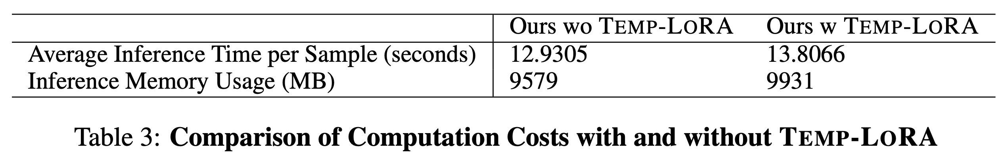 Ours wo TEMP-LORA Ours w TEMP-LORA
Average Inference Time per Sample (seconds) 12.9305 13.8066
Inference Memory Usage (MB) 9579 9931
Table 3: Comparison of Computation Costs with and without TEMP-LORA